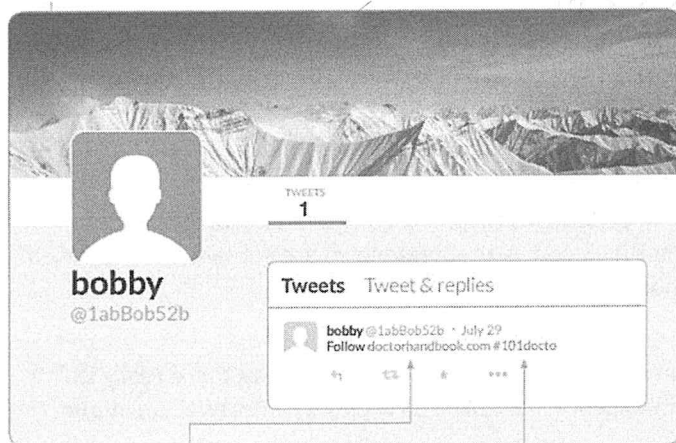 TWEETS
1
bobby
@1abBob52b
Tweets Tweet & replies
bobby @1abBob52b · July 29
Follow doctorhandbook.com #101docto